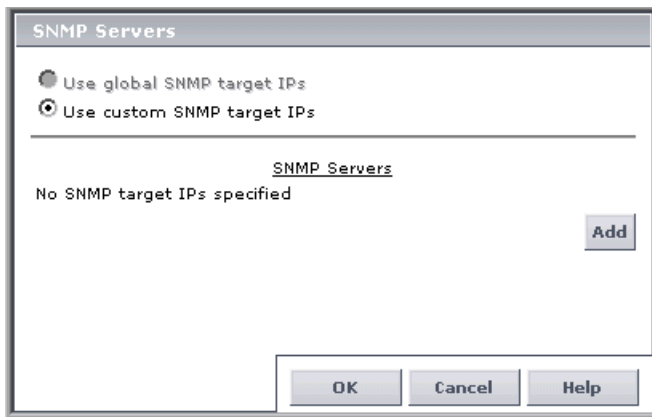 SNMP Servers
Use global SNMP target IPs
Use custom SNMP target IPs
SNMP Servers
No SNMP target IPs specified
Add
OK
Cancel
Help